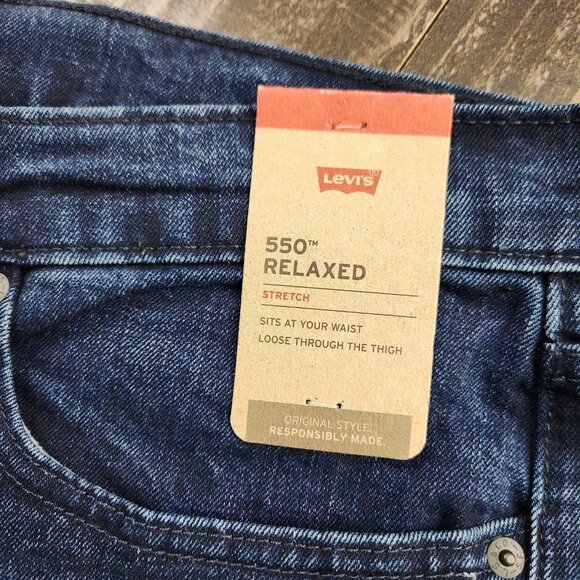 Levi's
550™
RELAXED
STRETCH
SITS AT YOUR WAIST
LOOSE THROUGH THE THIGH
ORIGINAL STYLE.
RESPONSIBLY MADE.